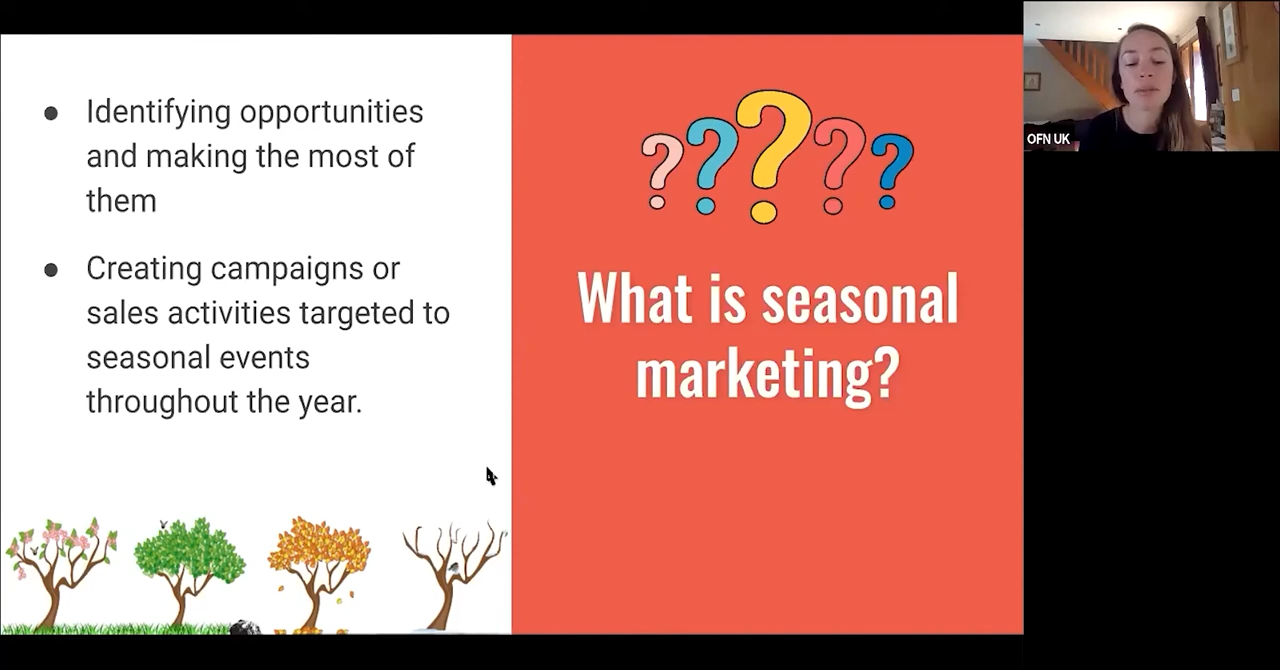 ● Identifying opportunities
and making the most of
them
● Creating campaigns or
sales activities targeted to
seasonal events
throughout the year.
? ? ? ? ?
What is seasonal
marketing?
OFN UK